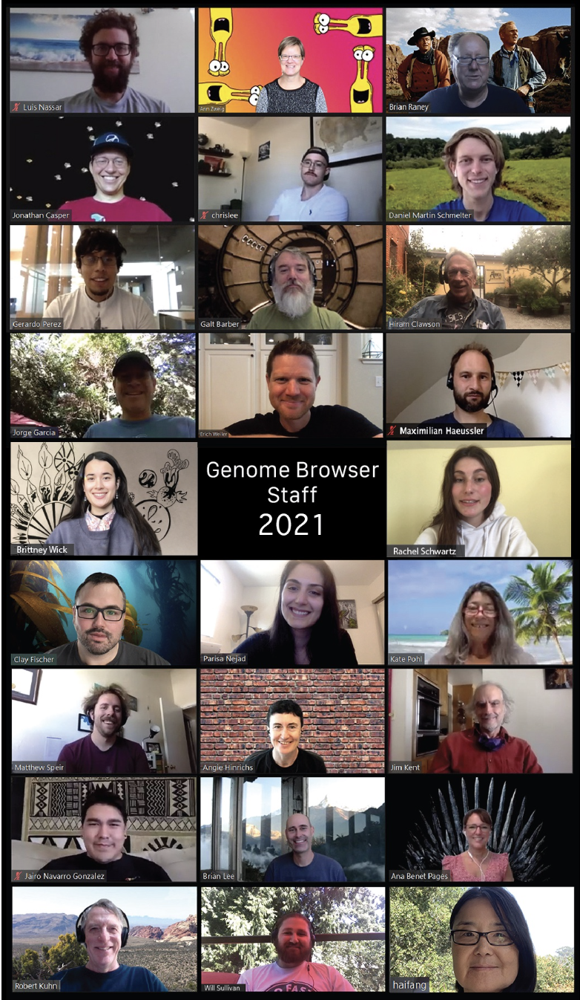 Luis Nassar
Ann Zweig
Brian Raney
Jonathan Casper
chrislee
Daniel Martin Schmelter
Gerardo Perez
Galt Barber
Hiram Clawson
Jorge Garcia
Erich Weiler
Maximilian Haeussler
Brittney Wick
Genome Browser
Staff
2021
Rachel Schwartz
Clay Fischer
Parisa Nejad
Kate Pohl
Matthew Speir
Angie Hinrichs
Jim Kent
Jairo Navarro Gonzalez
Brian Lee
Ana Benet Pages
Robert Kuhn
Will Sullivan
haifang